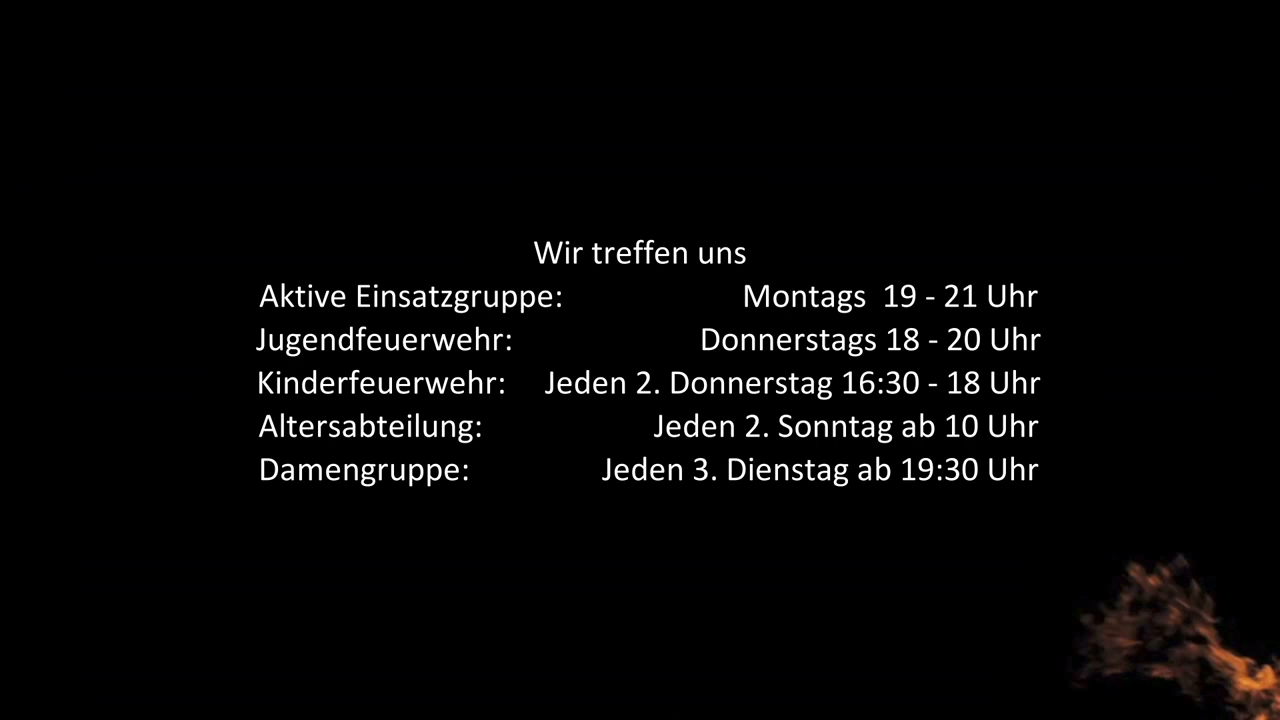 Wir treffen uns
Aktive Einsatzgruppe: Montags 19 - 21 Uhr
Jugendfeuerwehr: Donnerstags 18 - 20 Uhr
Kinderfeuerwehr: Jeden 2. Donnerstag 16:30 - 18 Uhr
Altersabteilung: Jeden 2. Sonntag ab 10 Uhr
Damengruppe: Jeden 3. Dienstag ab 19:30 Uhr